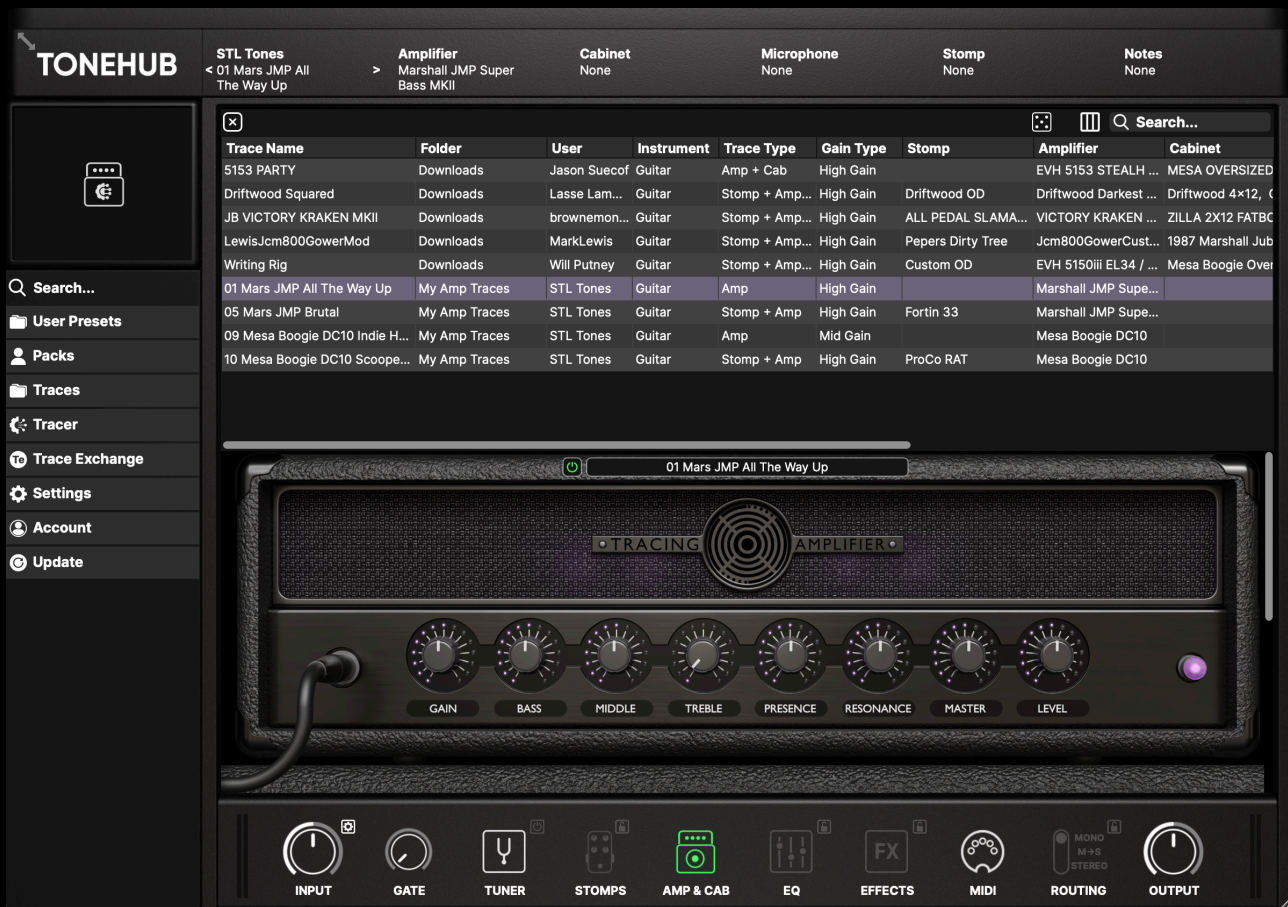 TONEHUB
STL Tones
< 01 Mars JMP All
The Way Up
>
Amplifier
Marshall JMP Super
Bass MKII
Cabinet
None
Microphone
None
Stomp
None
Notes
None
Search...
User Presets
Packs
Traces
Tracer
Te Trace Exchange
Settings
Account
Update
Search...
Trace Name Folder User Instrument Trace Type Gain Type Stomp Amplifier Cabinet
5153 PARTY Downloads Jason Suecof Guitar Amp + Cab High Gain EVH 5153 STEALH ... MESA OVERSIZED
Driftwood Squared Downloads Lasse Lam... Guitar Stomp + Amp... High Gain Driftwood OD Driftwood Darkest ... Driftwood 4x12,
JB VICTORY KRAKEN MKII Downloads brownemon... Guitar Stomp + Amp... High Gain ALL PEDAL SLAMA... VICTORY KRAKEN ... ZILLA 2X12 FATBO
LewisJcm800GowerMod Downloads MarkLewis Guitar Stomp + Amp... High Gain Pepers Dirty Tree Jcm800GowerCust... 1987 Marshall Jub
Writing Rig Downloads Will Putney Guitar Stomp + Amp... High Gain Custom OD EVH 5150iii EL34 / ... Mesa Boogie Over
01 Mars JMP All The Way Up My Amp Traces STL Tones Guitar Amp High Gain Marshall JMP Supe...
05 Mars JMP Brutal My Amp Traces STL Tones Guitar Stomp + Amp High Gain Fortin 33 Marshall JMP Supe...
09 Mesa Boogie DC10 Indie H... My Amp Traces STL Tones Guitar Amp Mid Gain Mesa Boogie DC10
10 Mesa Boogie DC10 Scoope... My Amp Traces STL Tones Guitar Stomp + Amp High Gain ProCo RAT Mesa Boogie DC10
01 Mars JMP All The Way Up
TRACING AMPLIFIER
GAIN BASS MIDDLE TREBLE PRESENCE RESONANCE MASTER LEVEL
FX
MONO
M→S
STEREO
INPUT GATE TUNER STOMPS AMP & CAB EQ EFFECTS MIDI ROUTING OUTPUT